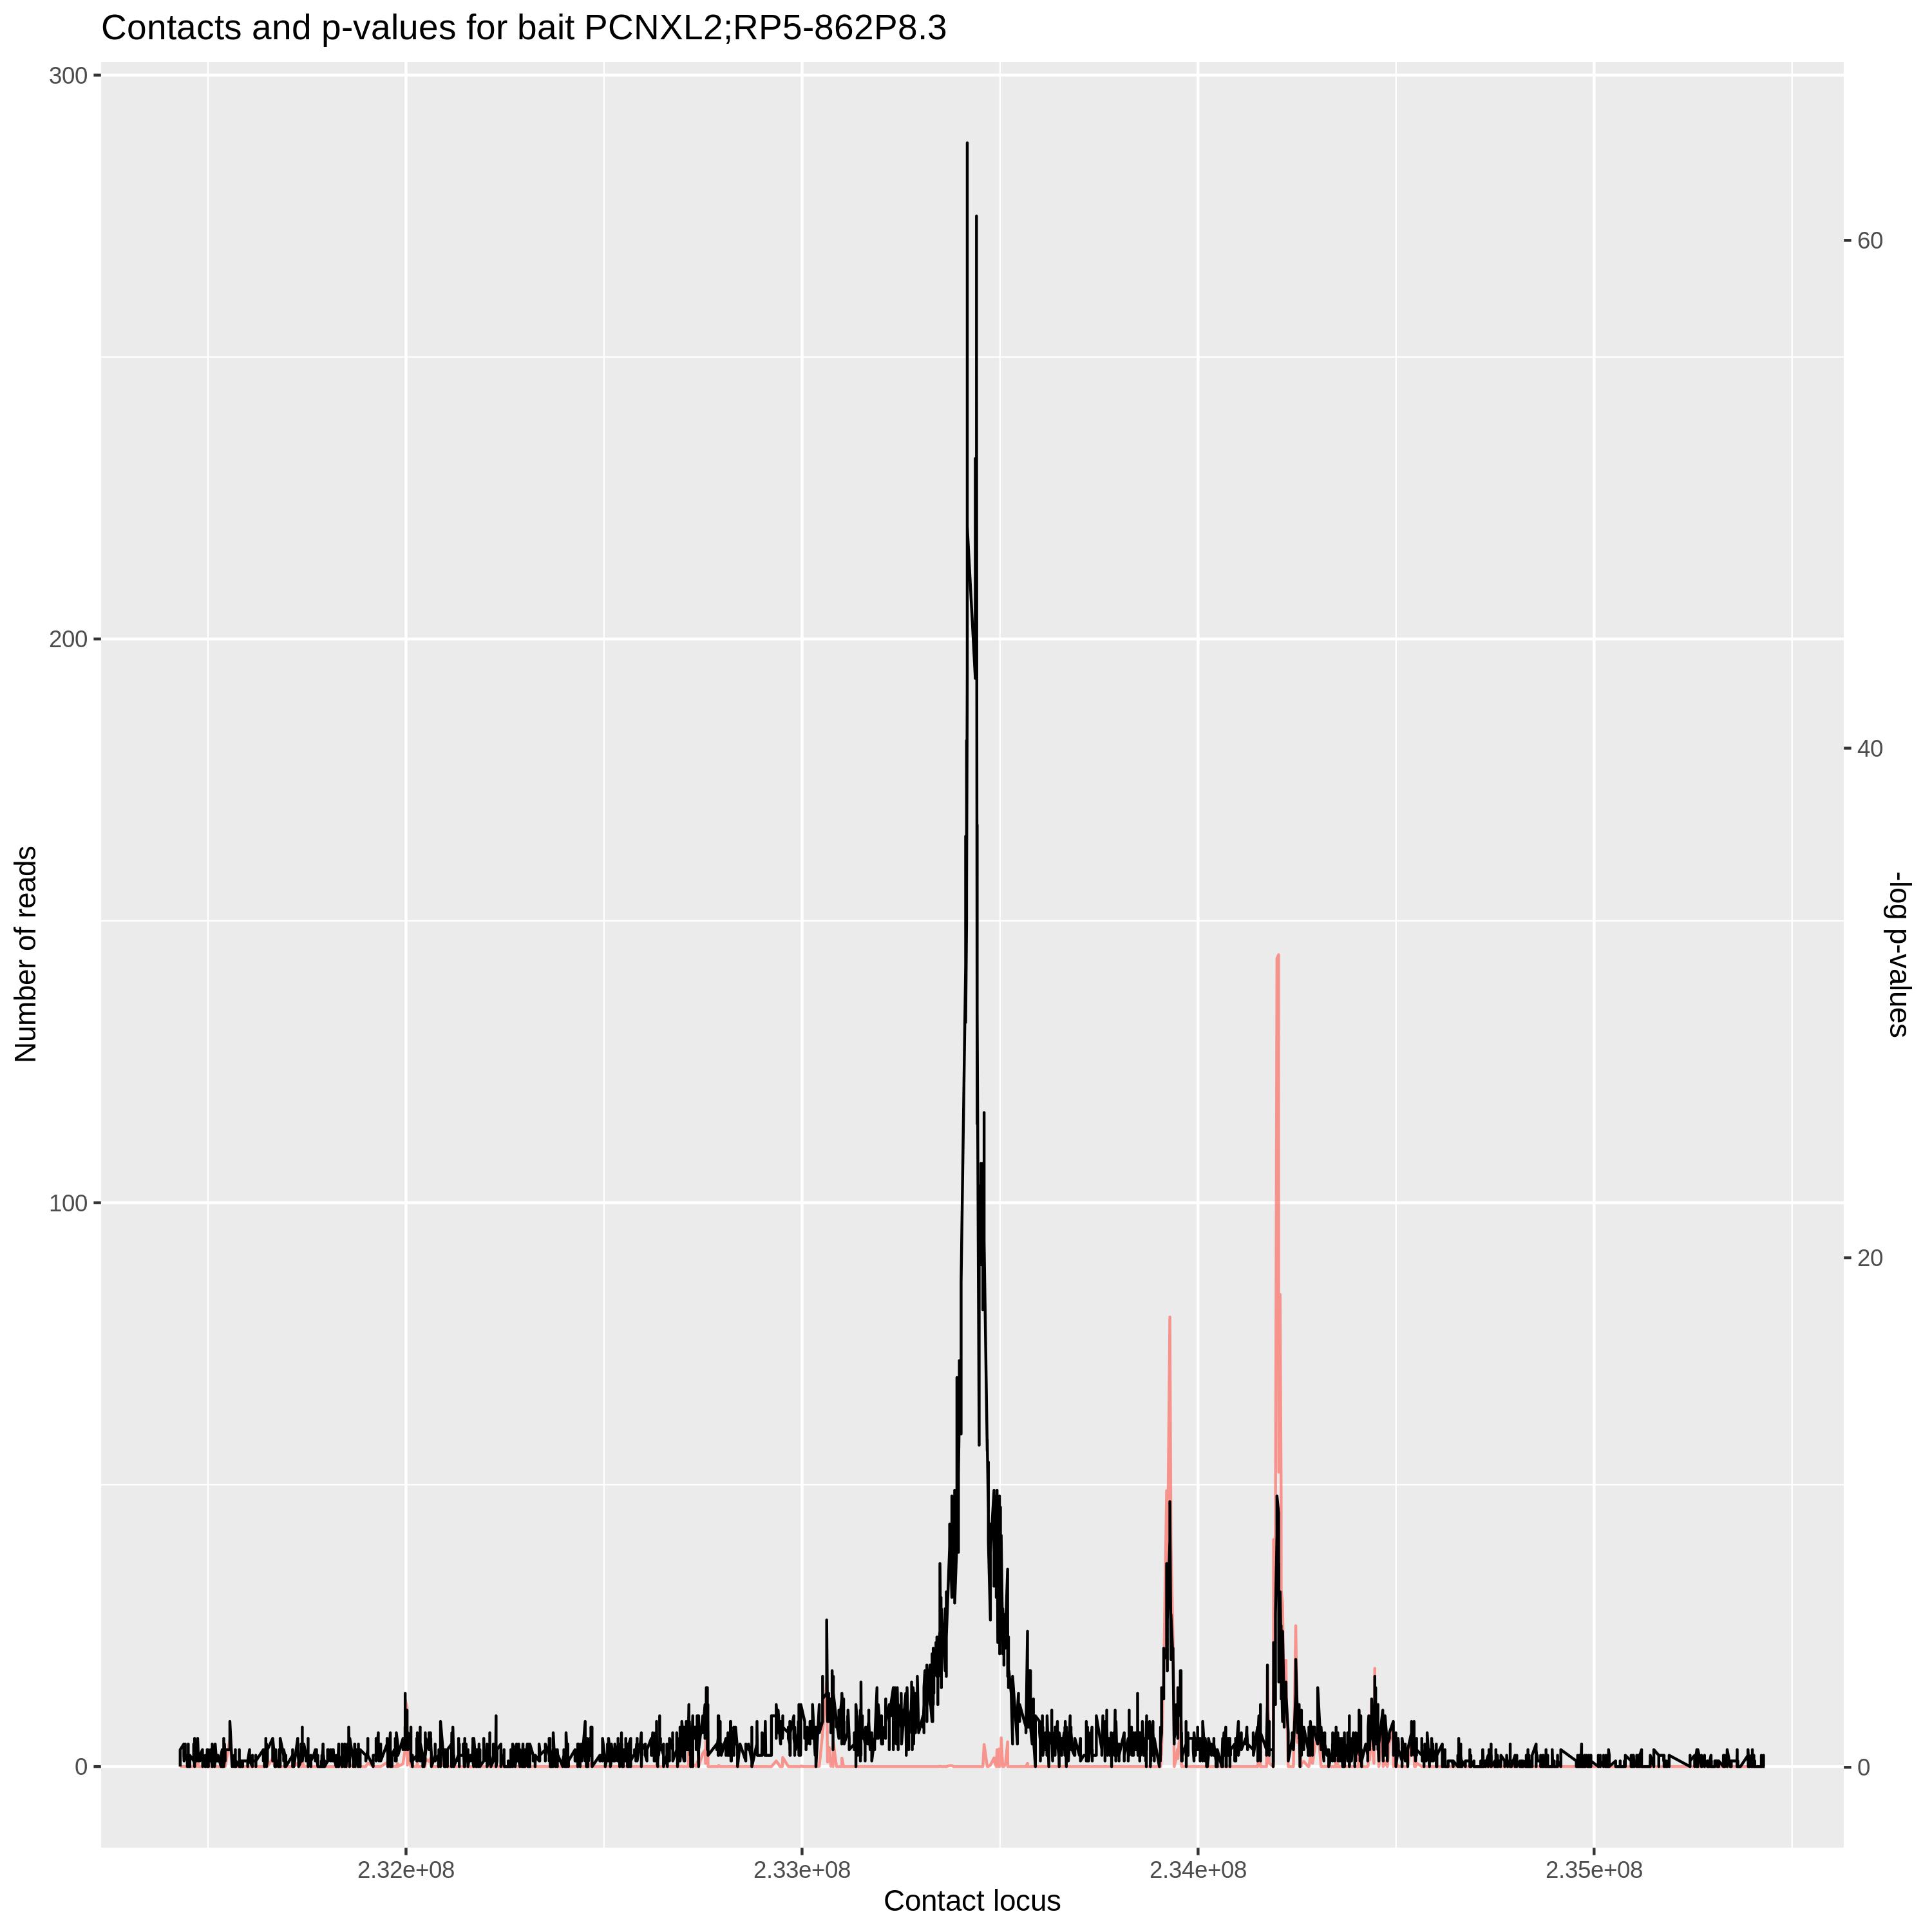 Contacts and p-values for bait PCNXL2;RP5-862P8.3
300
200
100
0
Number of reads
60
40
20
0
-log p-values
2.32e+08
2.33e+08
2.34e+08
2.35e+08
Contact locus